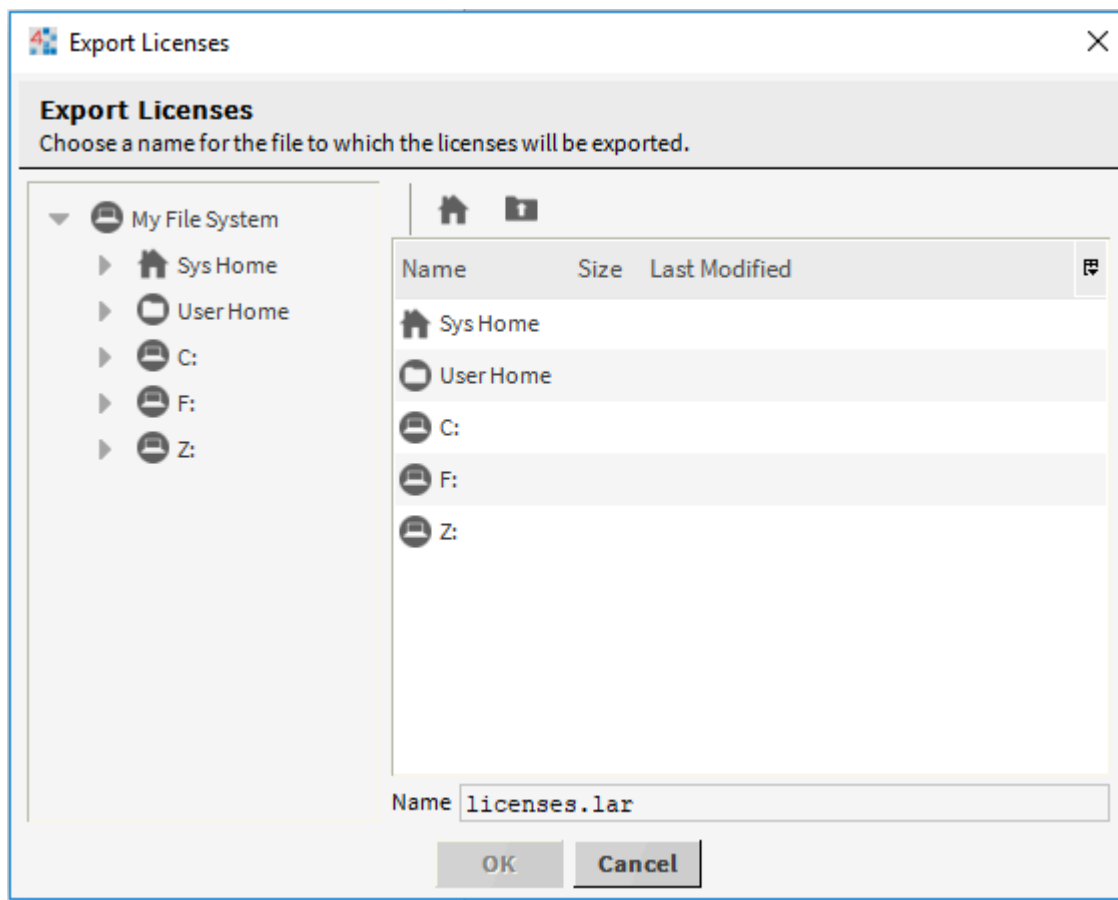 Export Licenses
Export Licenses
Choose a name for the file to which the licenses will be exported.
My File System
Sys Home
User Home
C:
F:
Z:
Name Size Last Modified
Sys Home
User Home
C:
F:
Z:
Name licenses.lar
OK Cancel